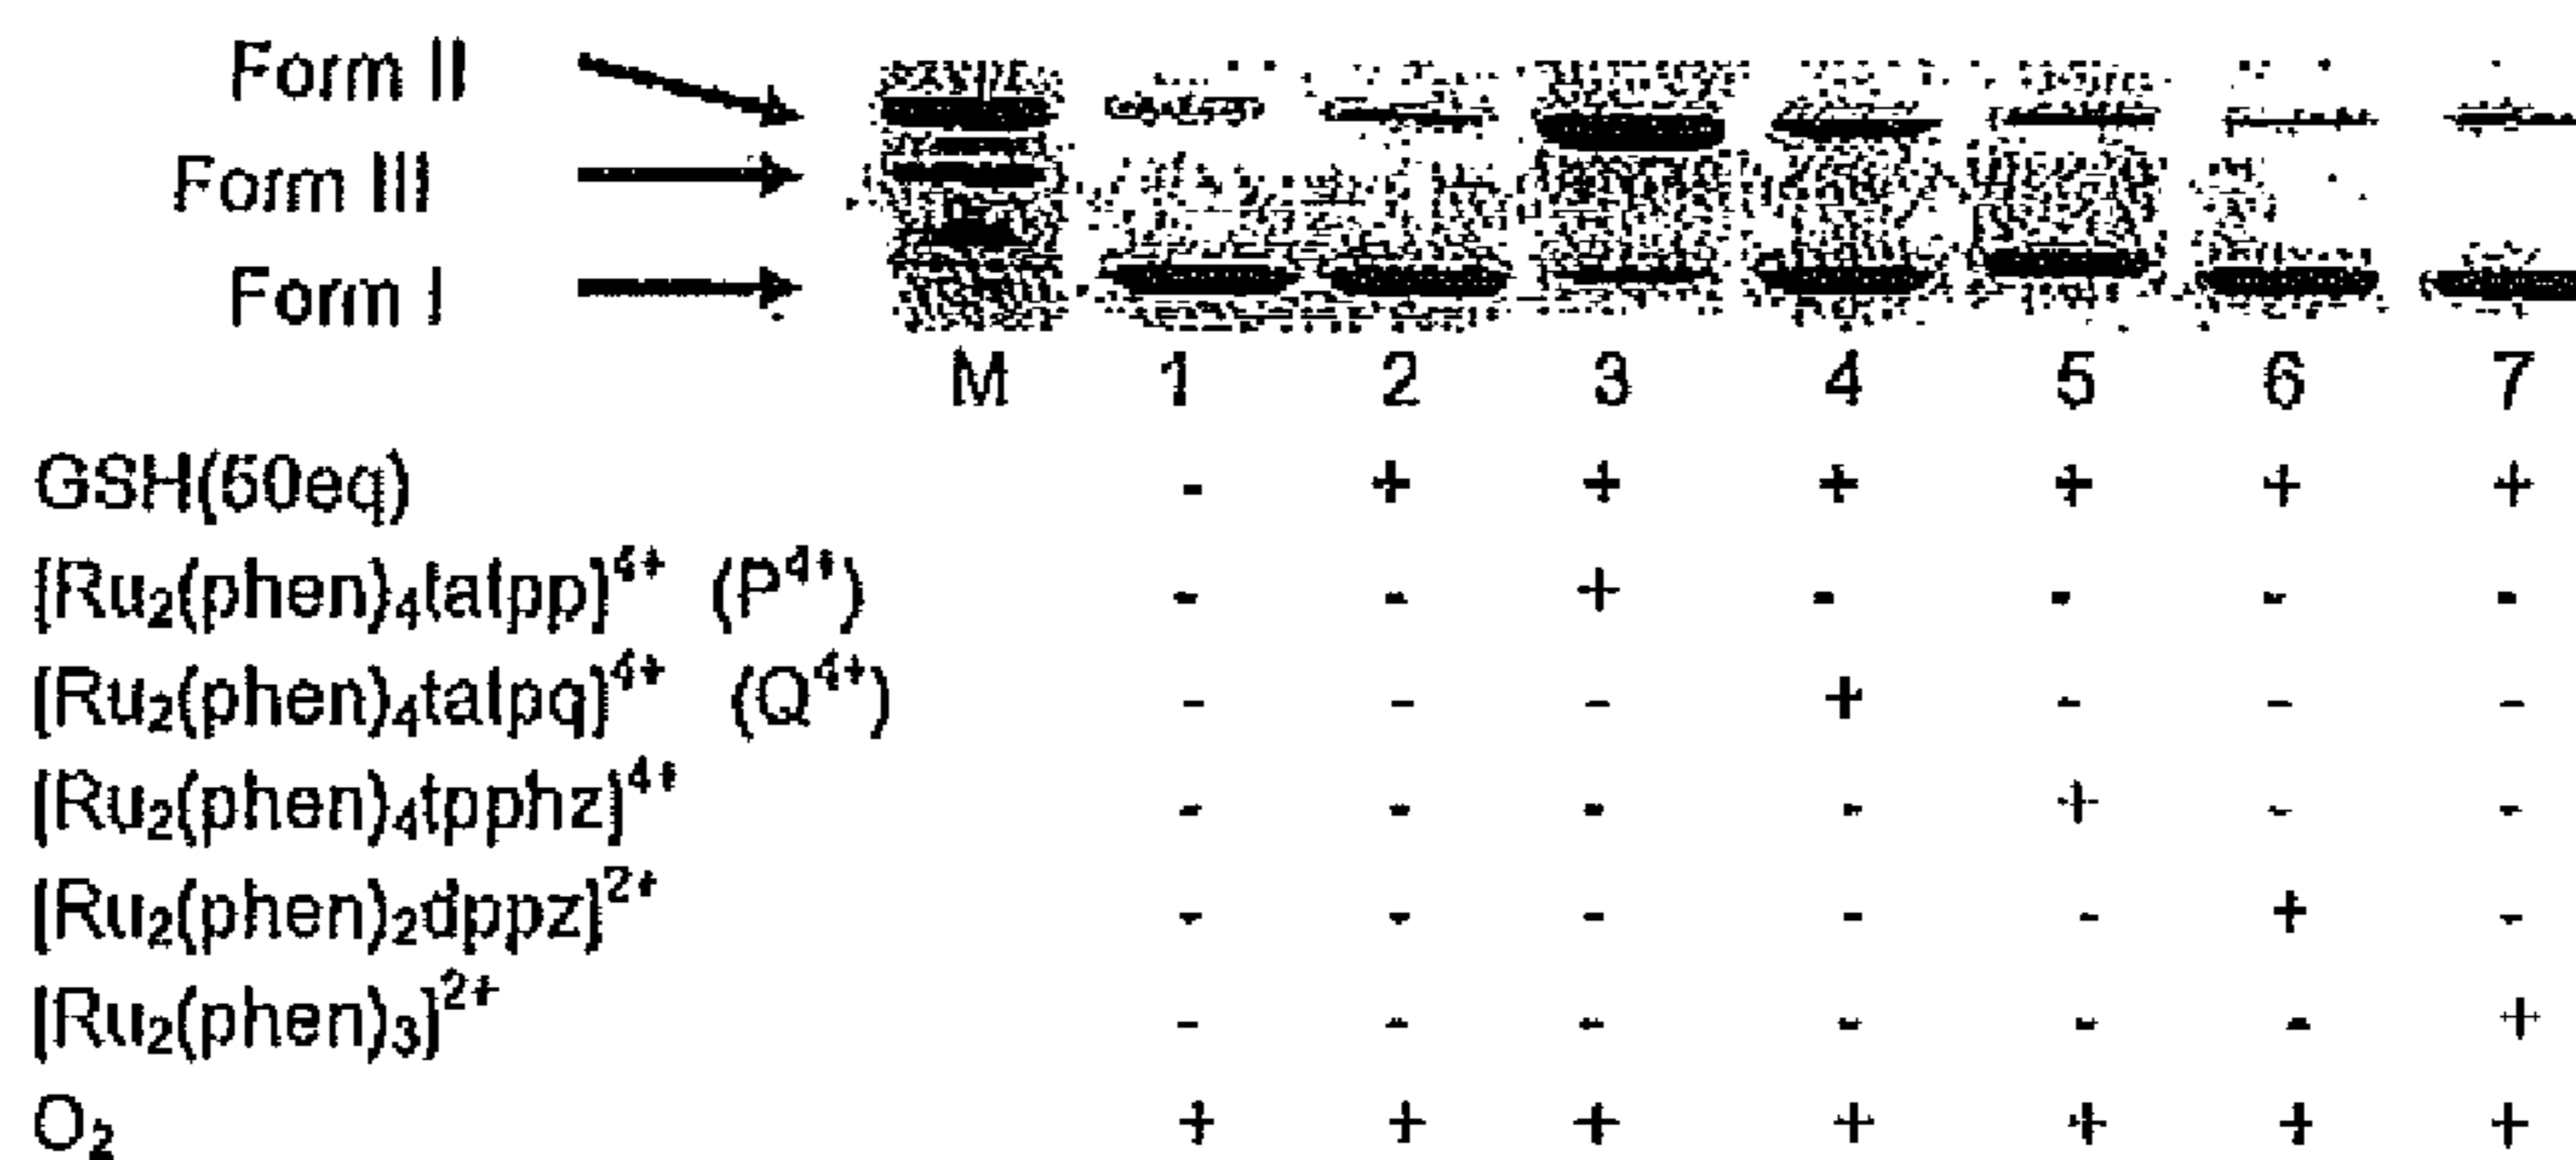 Form II
Form III
Form I
M 1 2 3 4 5 6 7
GSH(50eq) - + + + + + +
[Ru₂(phen)₄tatpp]⁴⁺ (P⁴⁺) - - + - - - -
[Ru₂(phen)₄tatpq]⁴⁺ (Q⁴⁺) - - - + - - -
[Ru₂(phen)₄tpphz]⁴⁺ - - - - + - -
[Ru₂(phen)₂dppz]²⁺ - - - - - + -
[Ru₂(phen)₃]²⁺ - - - - - - +
O₂ + + + + + + +